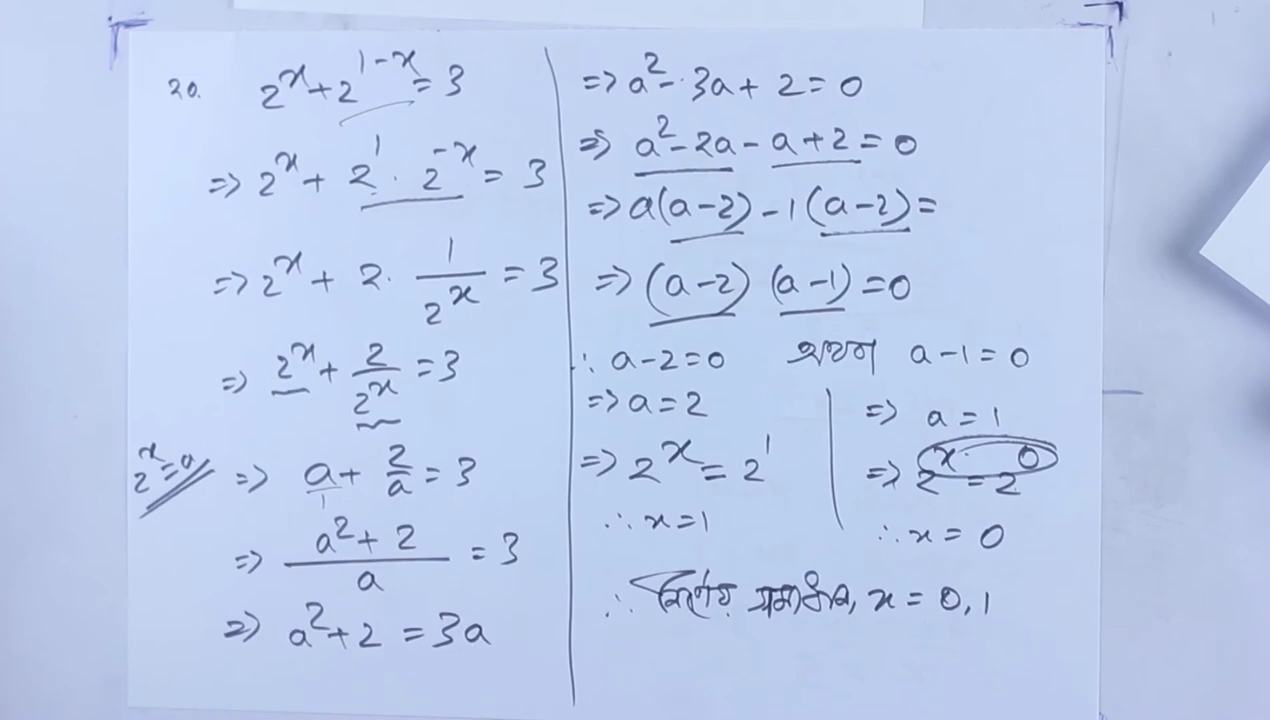 20. 2^x + 2^{1-x} = 3
=> 2^x + 2^1 . 2^{-x} = 3
=> 2^x + 2 . 1/2^x = 3
=> 2^x + 2/2^x = 3
2^x = a => a + 2/a = 3
=> (a^2 + 2)/a = 3
=> a^2 + 2 = 3a
=> a^2 - 3a + 2 = 0
=> a^2 - 2a - a + 2 = 0
=> a(a-2) - 1(a-2) =
=> (a-2) (a-1) = 0
∴ a-2 = 0 অথবা a-1 = 0
=> a = 2
=> 2^x = 2^1
∴ x = 1
=> a = 1
=> 2^x = 2^0
∴ x = 0
∴ নির্ণেয় সমাধান, x = 0, 1